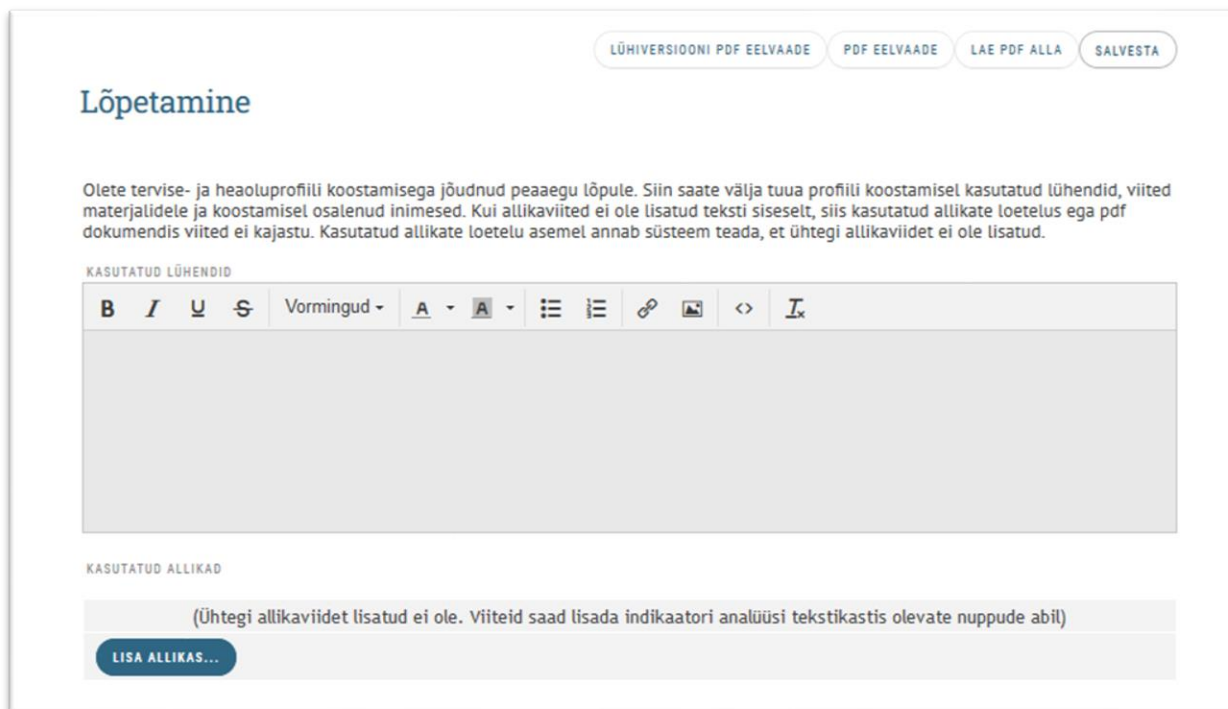 LÜHIVERSIOONI PDF EELVAADE PDF EELVAADE LAE PDF ALLA SALVESTA
Lõpetamine
Olete tervise- ja heaoluprofiili koostamisega jõudnud peaaegu lõpule. Siin saate välja tuua profiili koostamisel kasutatud lühendid, viited
materjalidele ja koostamisel osalenud inimesed. Kui allikaviited ei ole lisatud teksti siseselt, siis kasutatud allikate loetelus ega pdf
dokumendis viited ei kajastu. Kasutatud allikate loetelu asemel annab süsteem teada, et ühtegi allikaviidet ei ole lisatud.
KASUTATUD LÜHENDID
B I U S Vormingud A A
KASUTATUD ALLIKAD
(Ühtegi allikaviidet lisatud ei ole. Viiteid saad lisada indikaatori analüüsi tekstikastis olevate nuppude abil)
LISA ALLIKAS...